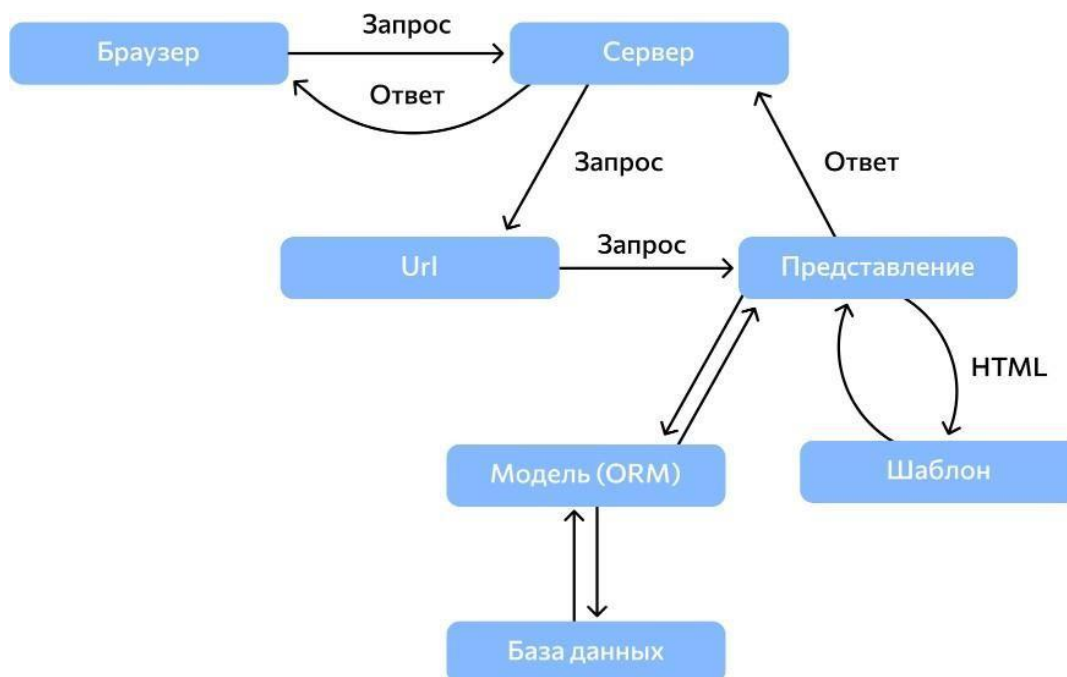 Запрос
Браузер
Сервер
Ответ
Запрос
Ответ
Запрос
Url
Представление
HTML
Модель (ORM)
Шаблон
База данных